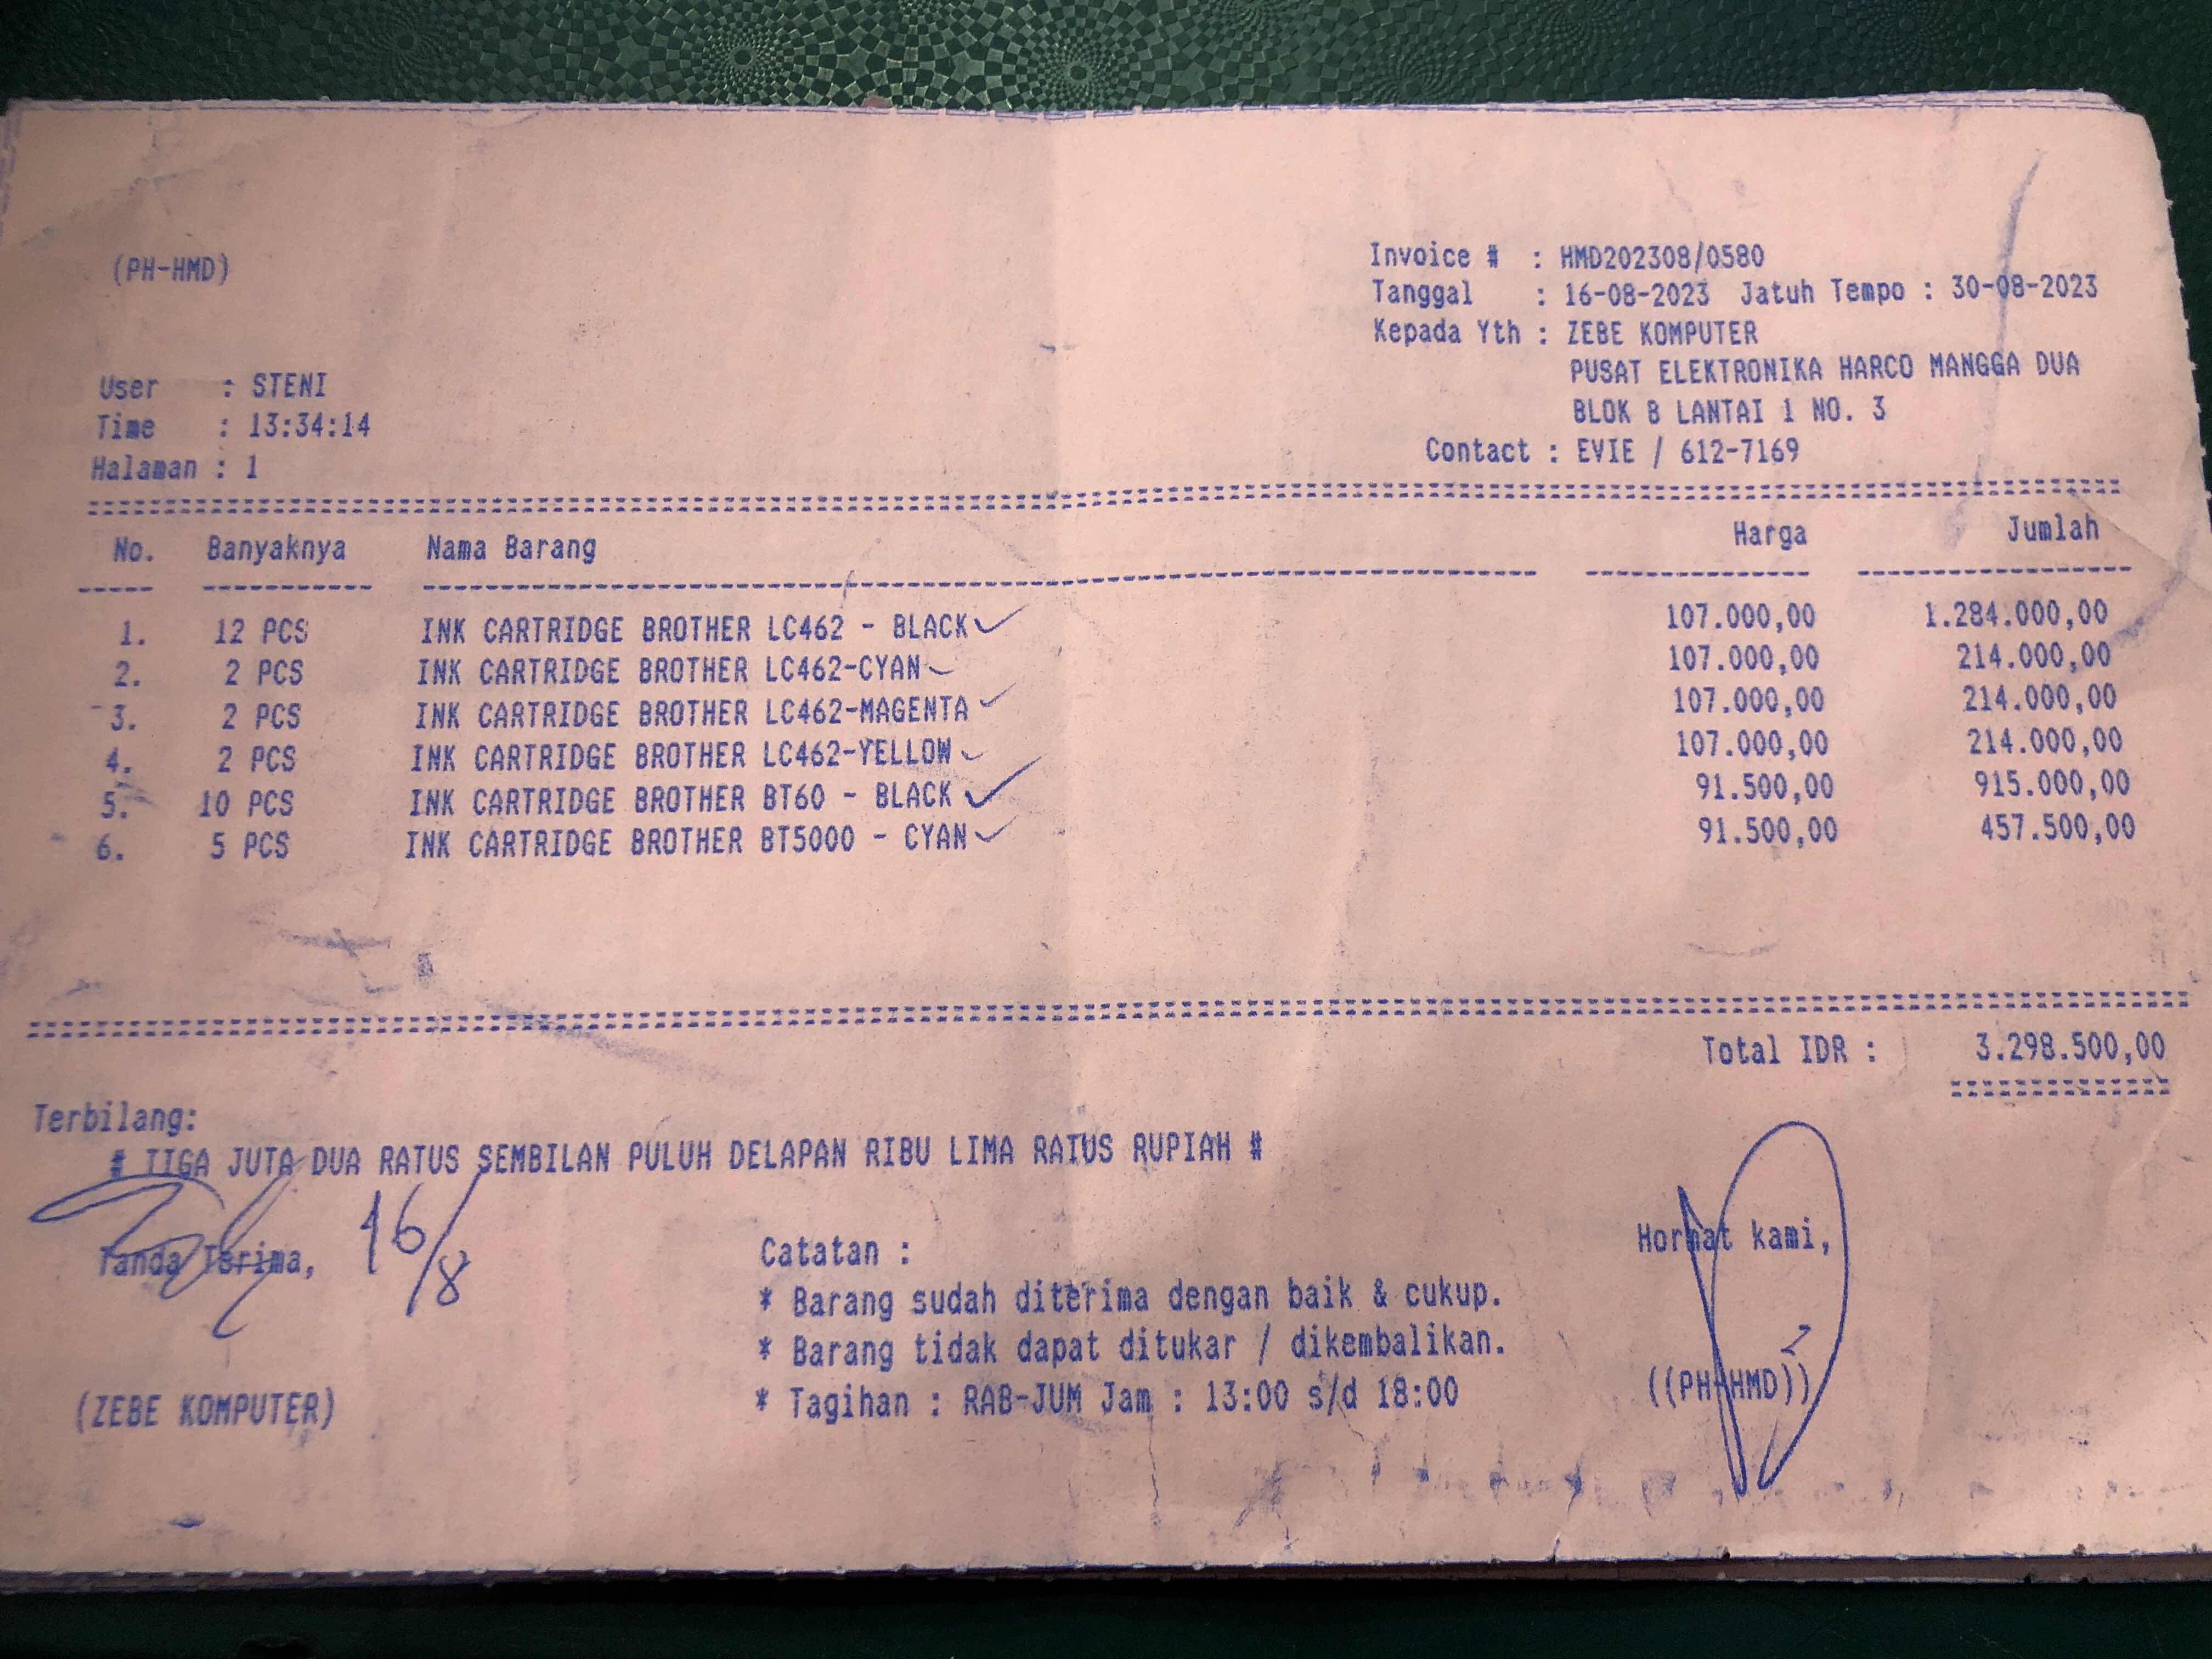 (PH-HMD)
Invoice # : HMD202308/0580
Tanggal : 16-08-2023 Jatuh Tempo : 30-08-2023
Kepada Yth : ZEBE KOMPUTER
PUSAT ELEKTRONIKA HARCO MANGGA DUA
BLOK B LANTAI 1 NO. 3
Contact : EVIE / 612-7169
User : STENI
Time : 13:34:14
Halaman : 1
No. Banyaknya Nama Barang Harga Jumlah
1. 12 PCS INK CARTRIDGE BROTHER LC462 - BLACK 107.000,00 1.284.000,00
2. 2 PCS INK CARTRIDGE BROTHER LC462-CYAN 107.000,00 214.000,00
3. 2 PCS INK CARTRIDGE BROTHER LC462-MAGENTA 107.000,00 214.000,00
4. 2 PCS INK CARTRIDGE BROTHER LC462-YELLOW 107.000,00 214.000,00
5. 10 PCS INK CARTRIDGE BROTHER BT60 - BLACK 91.500,00 915.000,00
6. 5 PCS INK CARTRIDGE BROTHER BT5000 - CYAN 91.500,00 457.500,00
Total IDR : 3.298.500,00
Terbilang:
# TIGA JUTA DUA RATUS SEMBILAN PULUH DELAPAN RIBU LIMA RATUS RUPIAH #
Tanda Terima, 16/8
(ZEBE KOMPUTER)
Catatan :
* Barang sudah diterima dengan baik & cukup.
* Barang tidak dapat ditukar / dikembalikan.
* Tagihan : RAB-JUM Jam : 13:00 s/d 18:00
Hormat kami,
((PH-HMD))